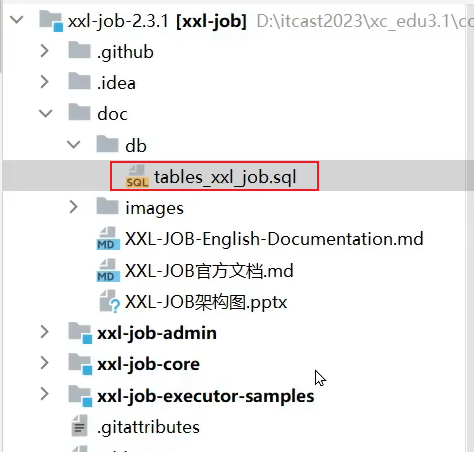 xxl-job-2.3.1 [xxl-job] D:\itcast2023\xc_edu3.1\cc
.github
.idea
doc
db
SQL tables_xxl_job.sql
images
MD XXL-JOB-English-Documentation.md
MD XXL-JOB官方文档.md
XXL-JOB架构图.pptx
xxl-job-admin
xxl-job-core
xxl-job-executor-samples
.gitattributes